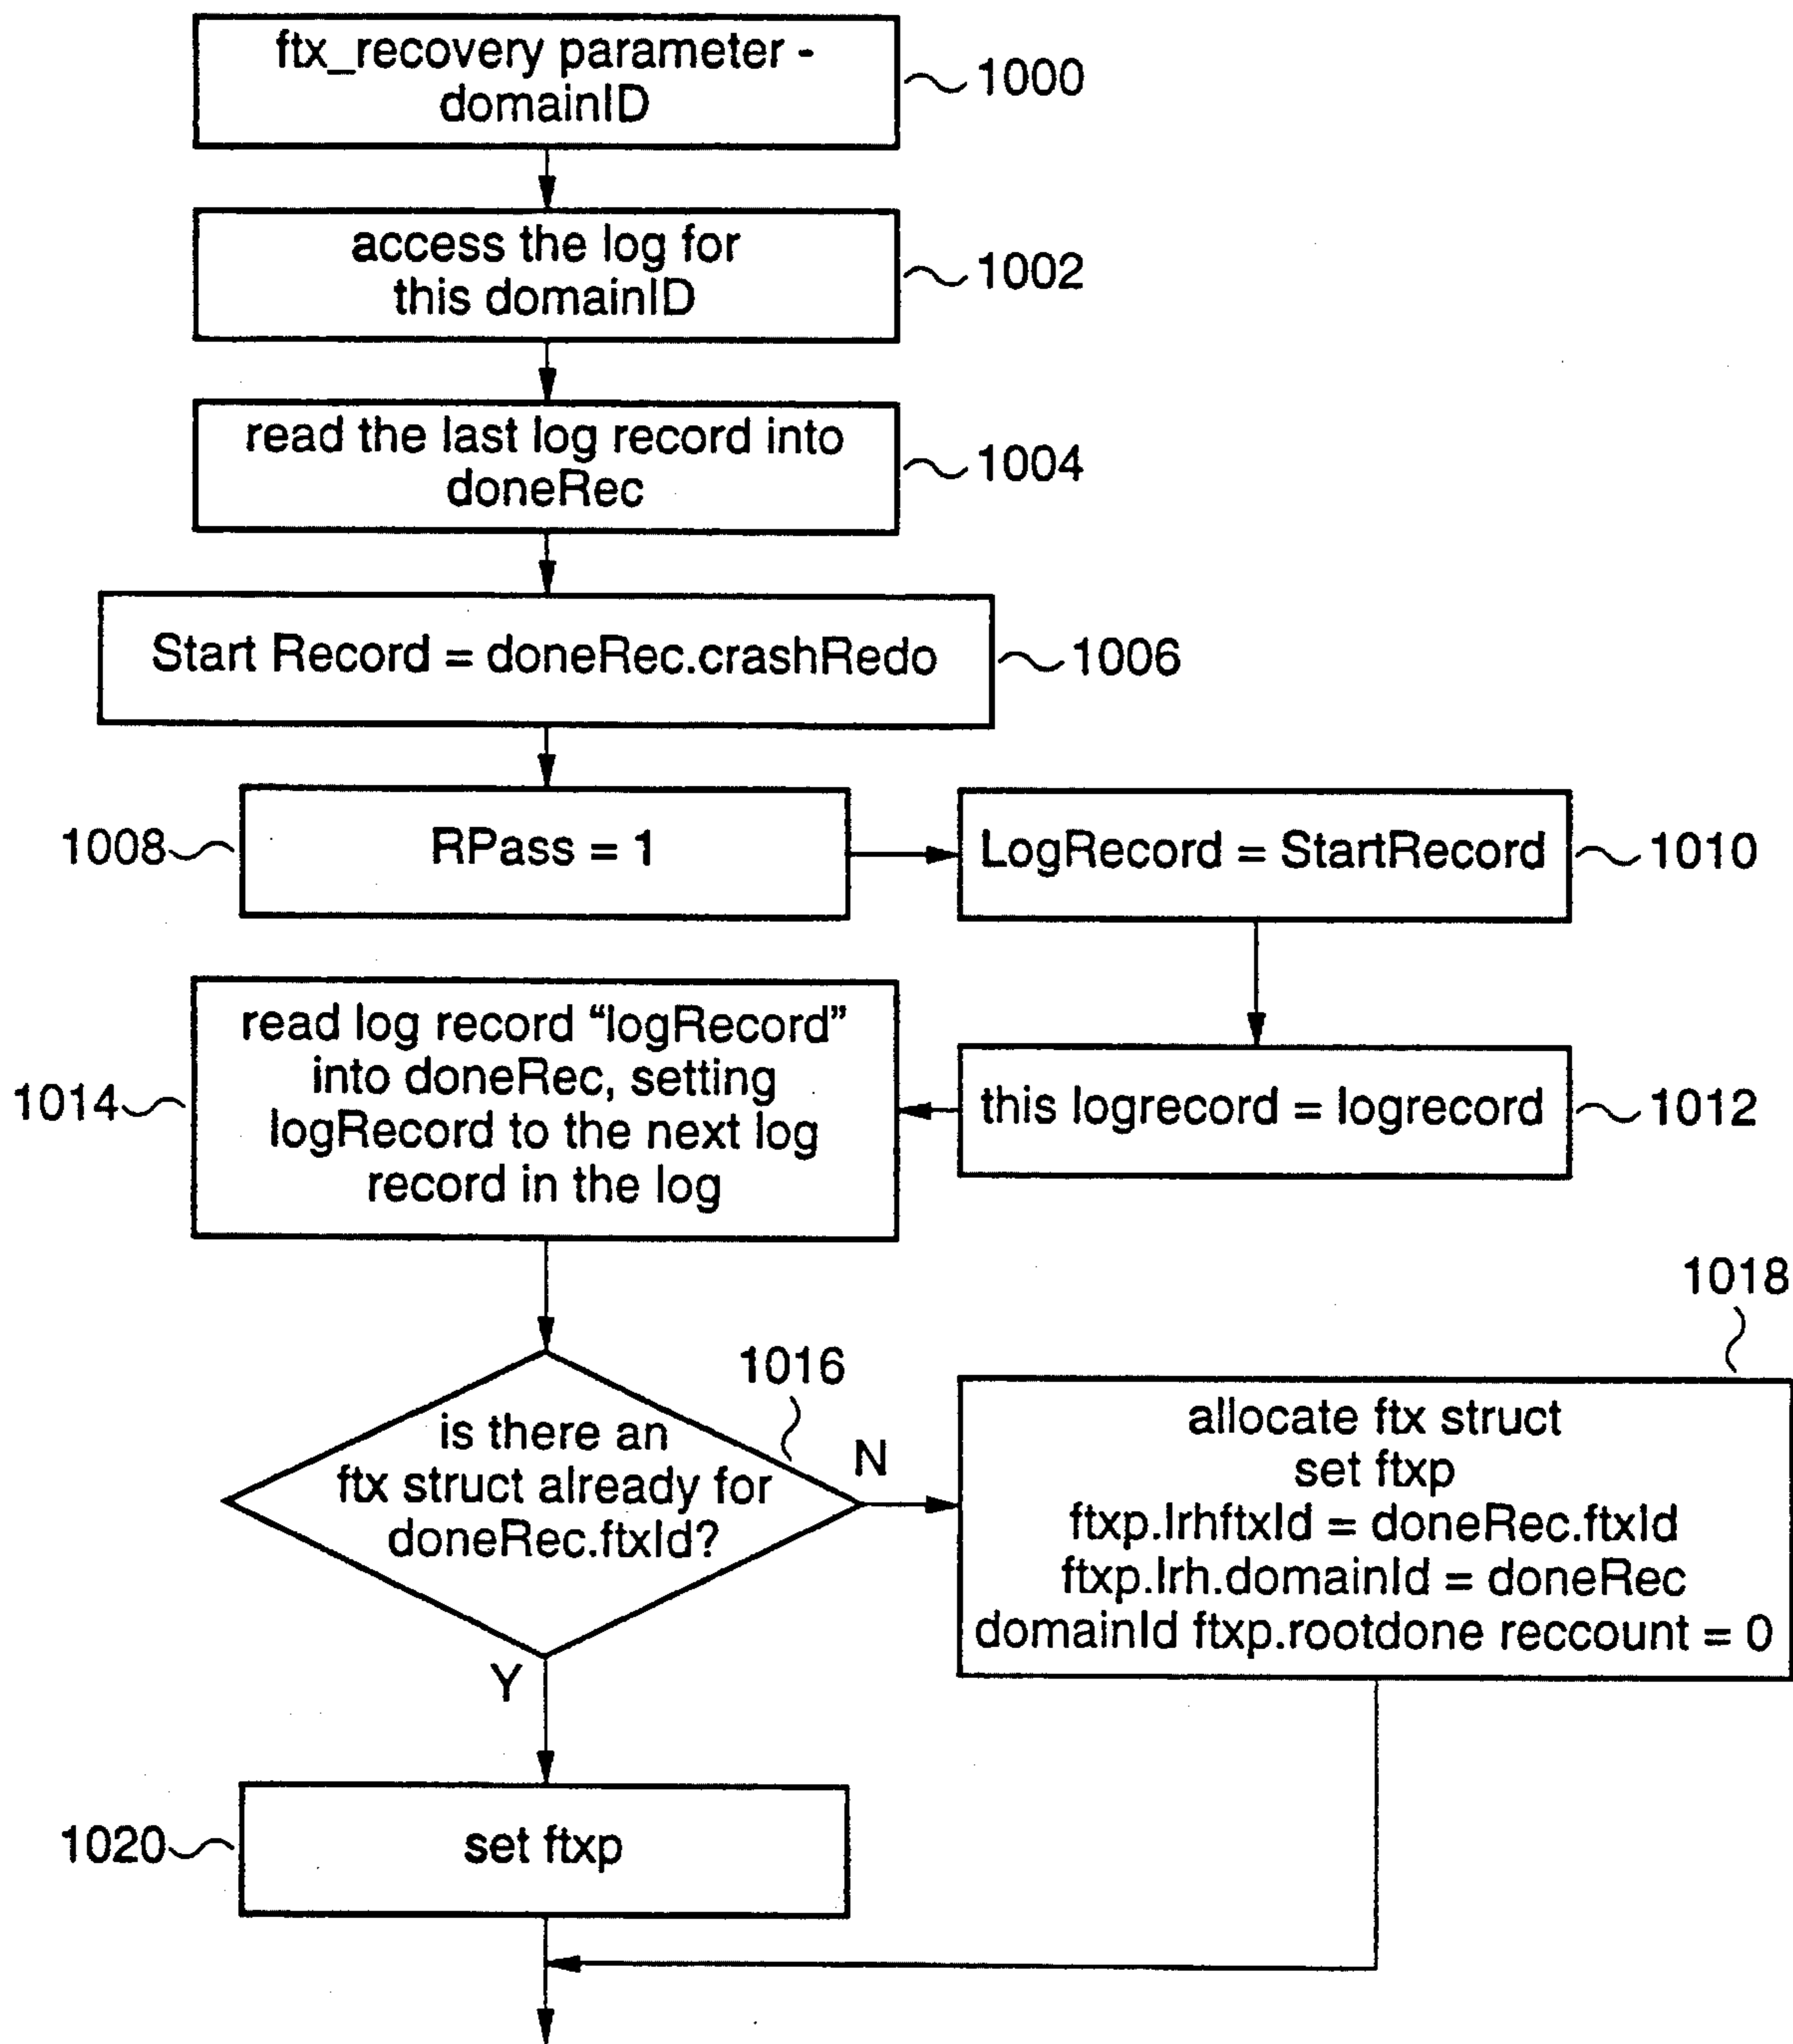 ftx_recovery parameter -
domainID
1000
access the log for
this domainID
1002
read the last log record into
doneRec
1004
Start Record = doneRec.crashRedo
1006
1008
RPass = 1
LogRecord = StartRecord
1010
read log record “logRecord”
into doneRec, setting
logRecord to the next log
record in the log
1014
this logrecord = logrecord
1012
1018
1016
is there an
ftx struct already for
doneRec.ftxId?
N
Y
allocate ftx struct
set ftxp
ftxp.lrhftxId = doneRec.ftxId
ftxp.lrh.domainId = doneRec
domainId ftxp.rootdone reccount = 0
1020
set ftxp